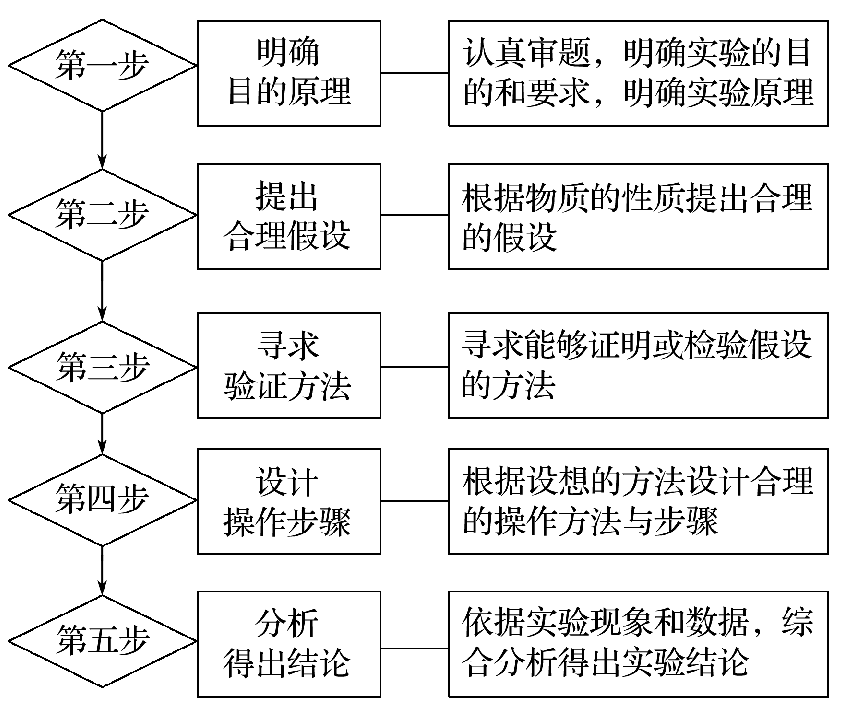 第一步
明确
目的原理
认真审题，明确实验的目
的和要求，明确实验原理
第二步
提出
合理假设
根据物质的性质提出合理
的假设
第三步
寻求
验证方法
寻求能够证明或检验假设
的方法
第四步
设计
操作步骤
根据设想的方法设计合理
的操作方法与步骤
第五步
分析
得出结论
依据实验现象和数据，综
合分析得出实验结论